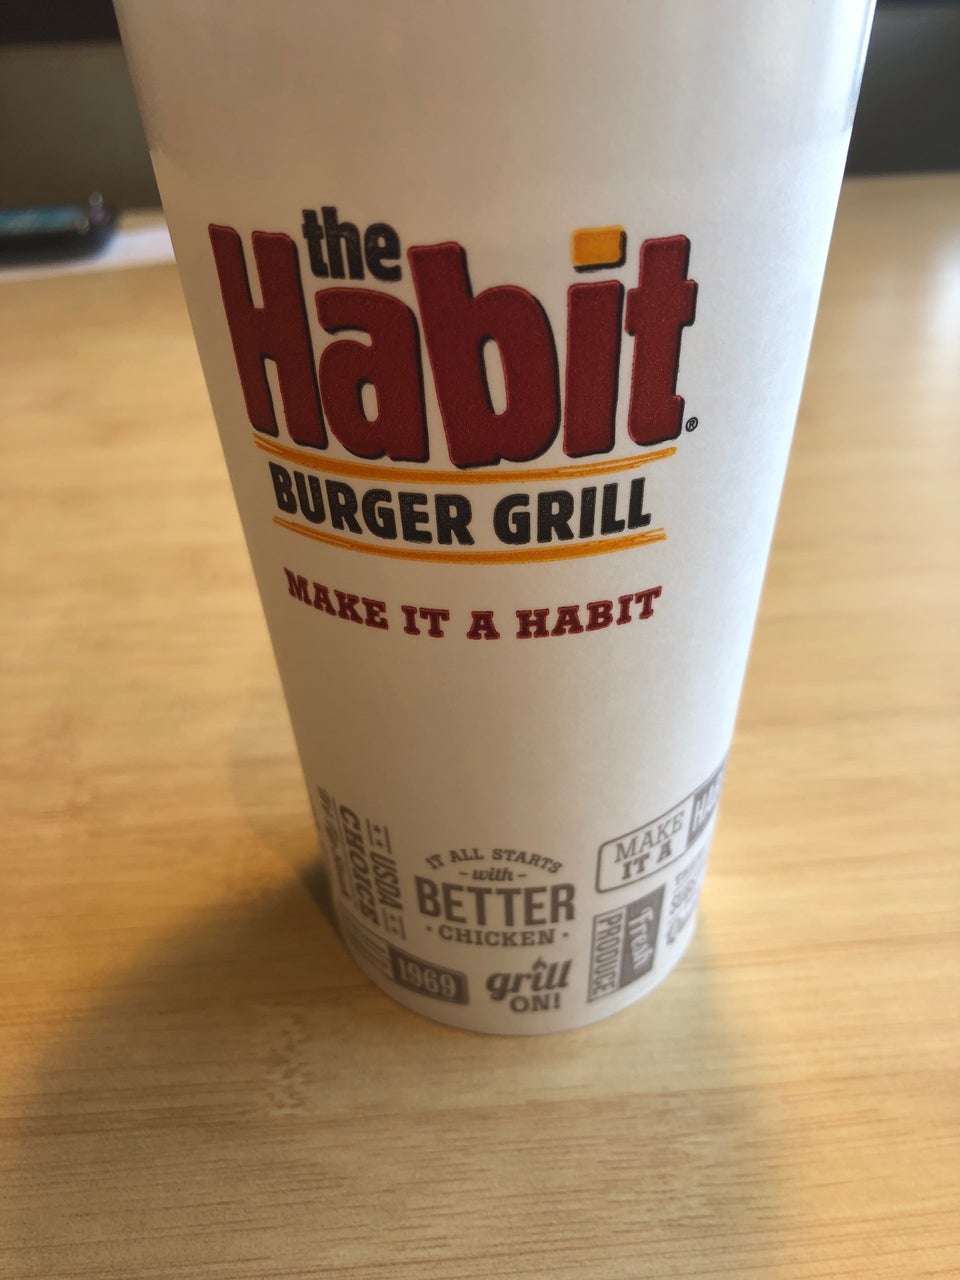 the
Habit®
BURGER GRILL
MAKE IT A HABIT
USDA
CHOICE
IT ALL STARTS
-with-
BETTER
• CHICKEN •
1969
grill
ON!
MAKE
IT A
Fresh
PRODUCE